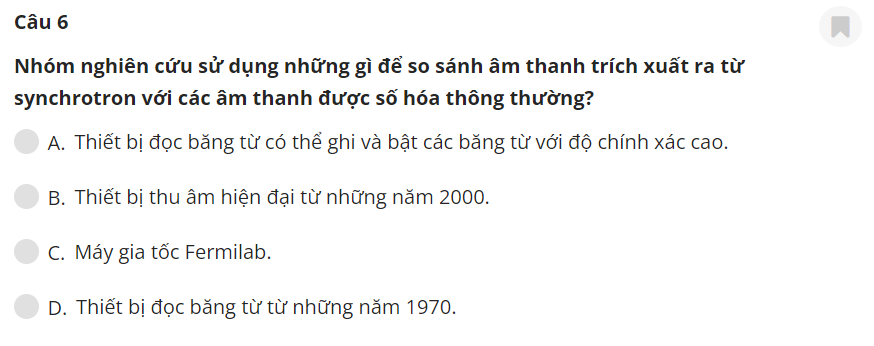 Câu 6
Nhóm nghiên cứu sử dụng những gì để so sánh âm thanh trích xuất ra từ
synchrotron với các âm thanh được số hóa thông thường?
A. Thiết bị đọc băng từ có thể ghi và bật các băng từ với độ chính xác cao.
B. Thiết bị thu âm hiện đại từ những năm 2000.
C. Máy gia tốc Fermilab.
D. Thiết bị đọc băng từ từ những năm 1970.